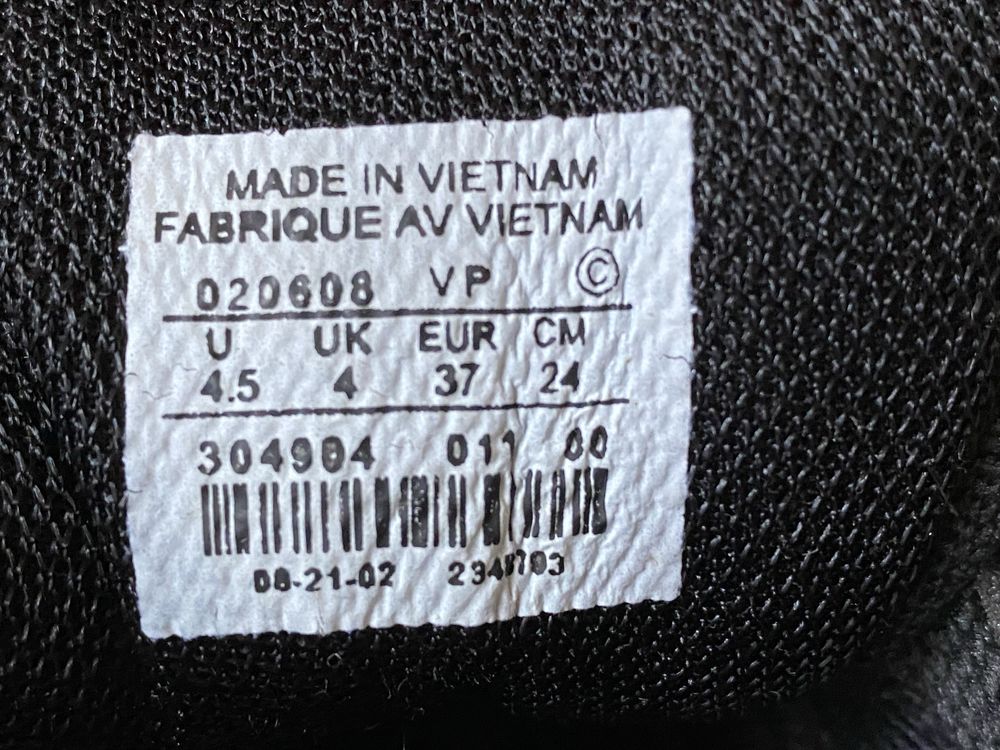 MADE IN VIETNAM
FABRIQUE AV VIETNAM
020608 VP ©
U UK EUR CM
4.5 4 37 24
304984 011 00
08-21-02